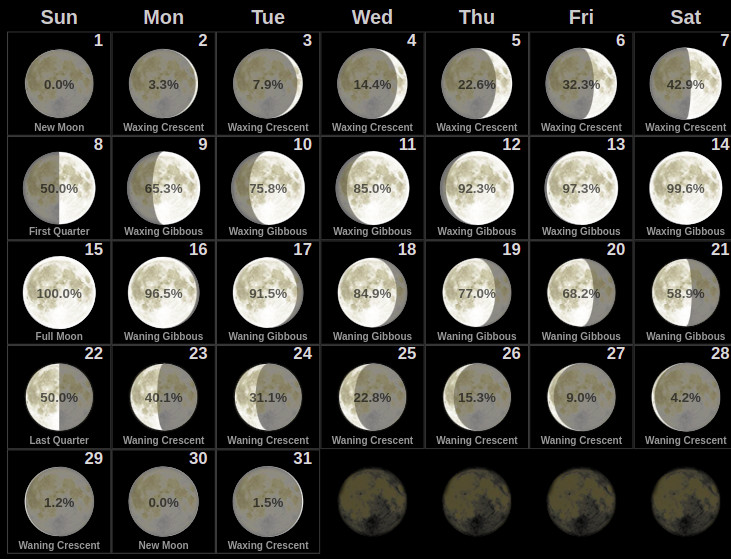 Sun Mon Tue Wed Thu Fri Sat
1 2 3 4 5 6 7
0.0% 3.3% 7.9% 14.4% 22.6% 32.3% 42.9%
New Moon Waxing Crescent Waxing Crescent Waxing Crescent Waxing Crescent Waxing Crescent Waxing Crescent
8 9 10 11 12 13 14
50.0% 65.3% 75.8% 85.0% 92.3% 97.3% 99.6%
First Quarter Waxing Gibbous Waxing Gibbous Waxing Gibbous Waxing Gibbous Waxing Gibbous Waxing Gibbous
15 16 17 18 19 20 21
100.0% 96.5% 91.5% 84.9% 77.0% 68.2% 58.9%
Full Moon Waning Gibbous Waning Gibbous Waning Gibbous Waning Gibbous Waning Gibbous Waning Gibbous
22 23 24 25 26 27 28
50.0% 40.1% 31.1% 22.8% 15.3% 9.0% 4.2%
Last Quarter Waning Crescent Waning Crescent Waning Crescent Waning Crescent Waning Crescent Waning Crescent
29 30 31
1.2% 0.0% 1.5%
Waning Crescent New Moon Waxing Crescent